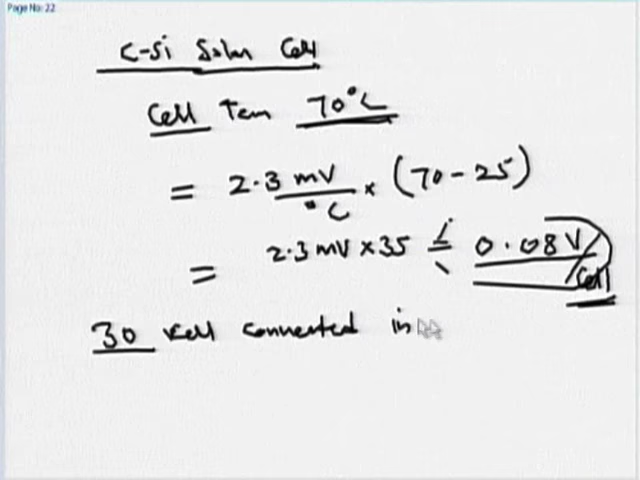 Page No: 22
C-Si Solar Cell
Cell Tem 70°C
= 2.3 mV/°C × (70-25)
= 2.3 mV × 35 ≐ 0.08 V/Cell
30 Cell connected in